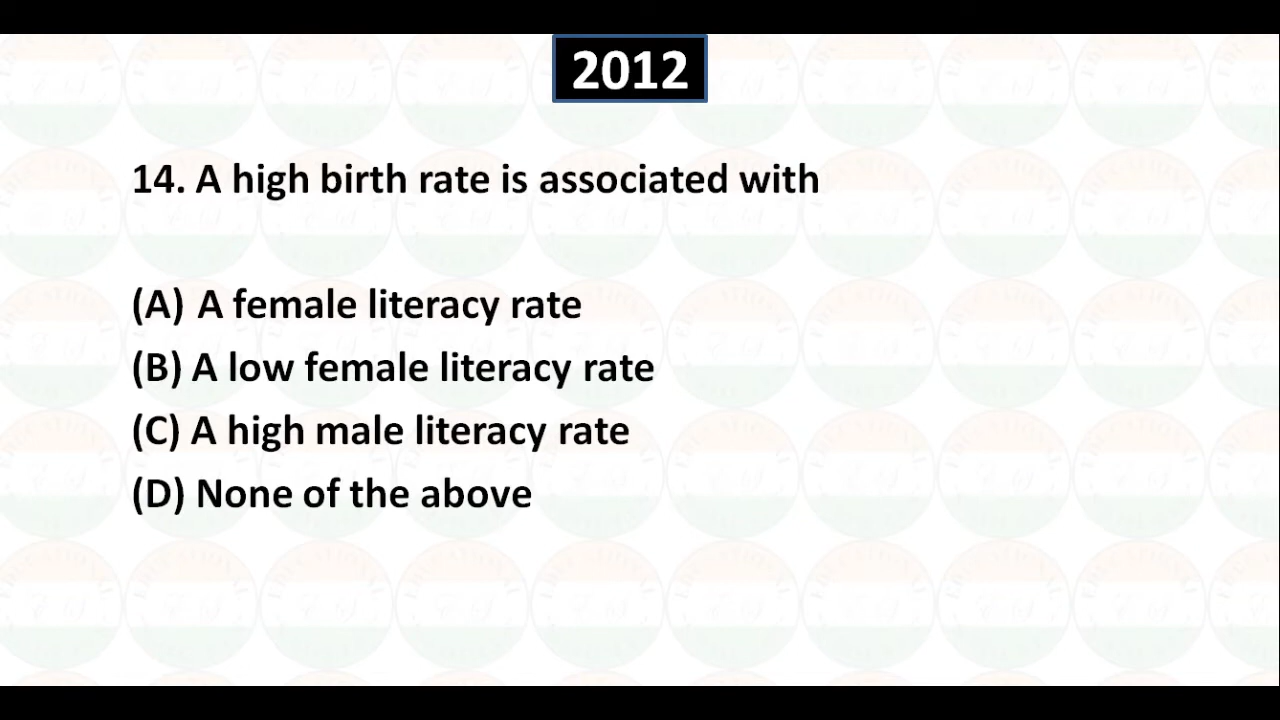 2012
14. A high birth rate is associated with
(A) A female literacy rate
(B) A low female literacy rate
(C) A high male literacy rate
(D) None of the above